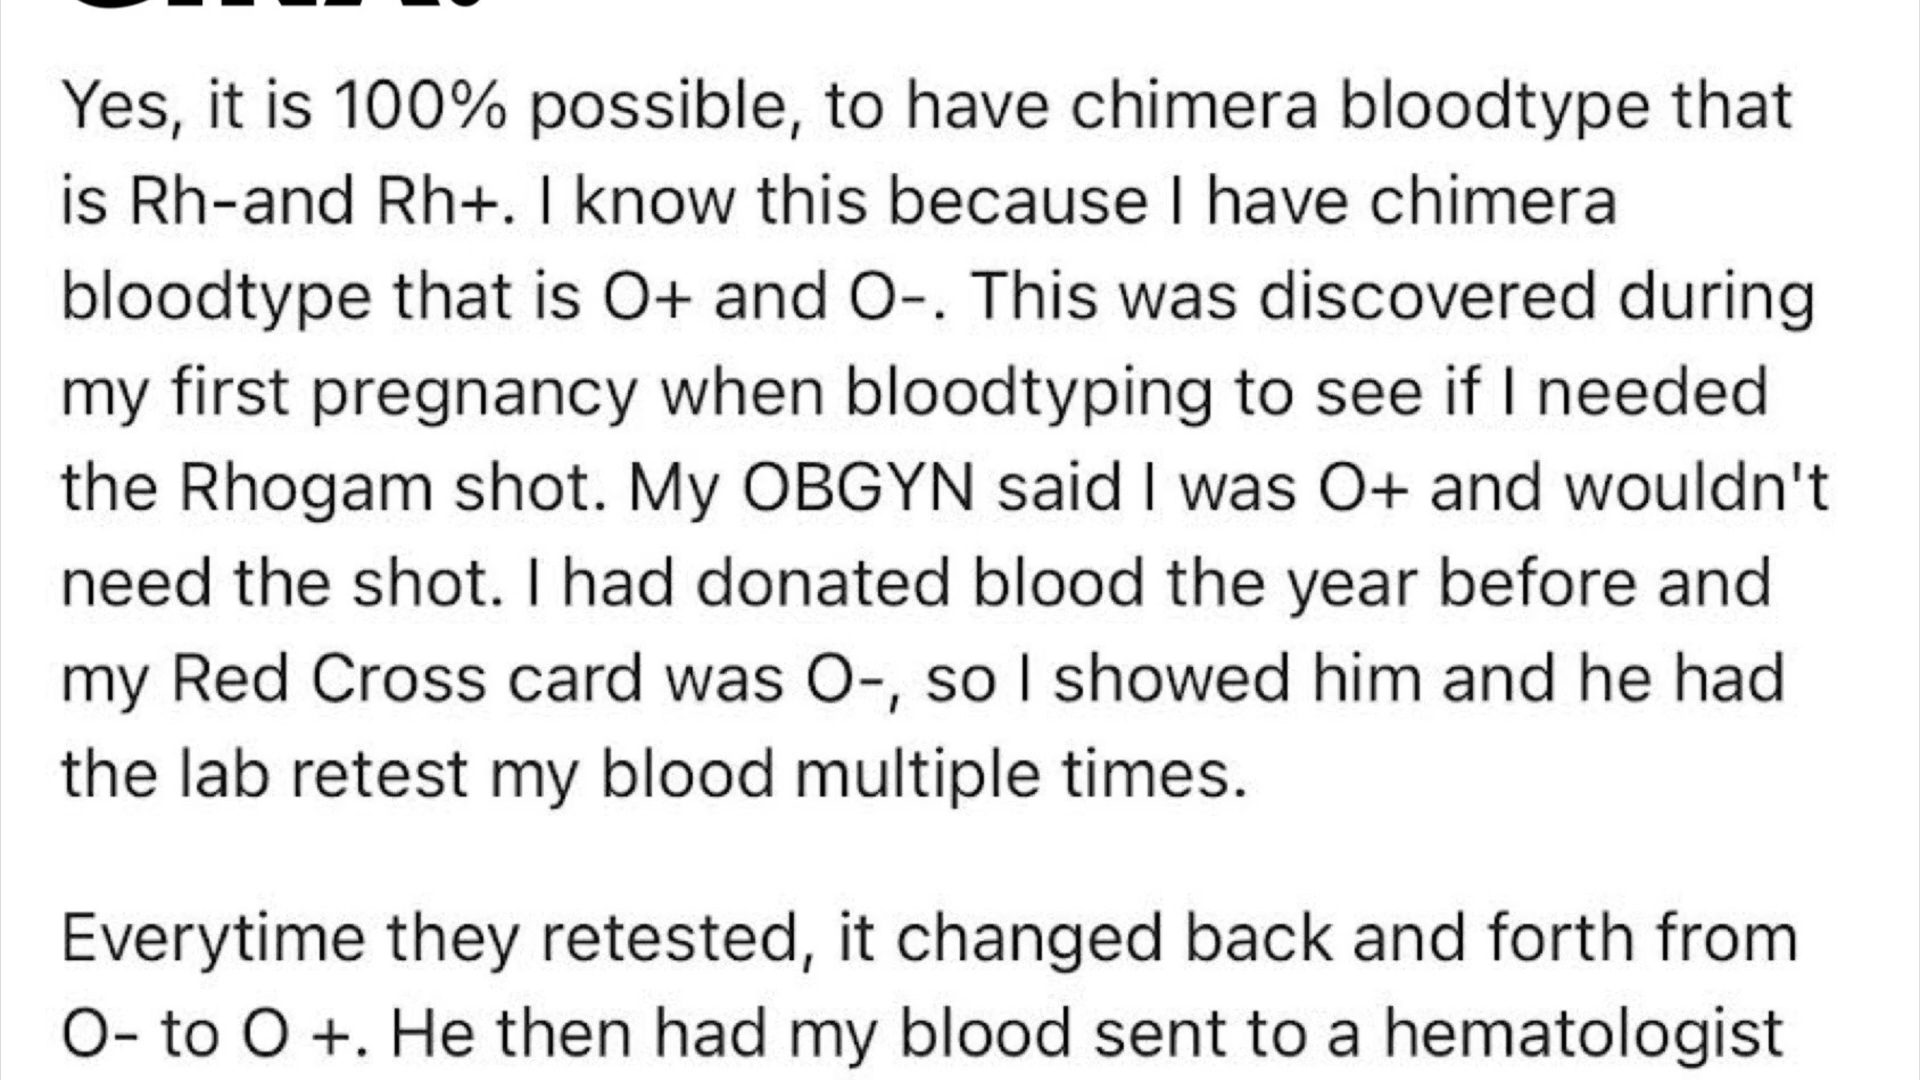 Yes, it is 100% possible, to have chimera bloodtype that
is Rh-and Rh+. I know this because I have chimera
bloodtype that is O+ and O-. This was discovered during
my first pregnancy when bloodtyping to see if I needed
the Rhogam shot. My OBGYN said I was O+ and wouldn't
need the shot. I had donated blood the year before and
my Red Cross card was O-, so I showed him and he had
the lab retest my blood multiple times.
Everytime they retested, it changed back and forth from
O- to O +. He then had my blood sent to a hematologist